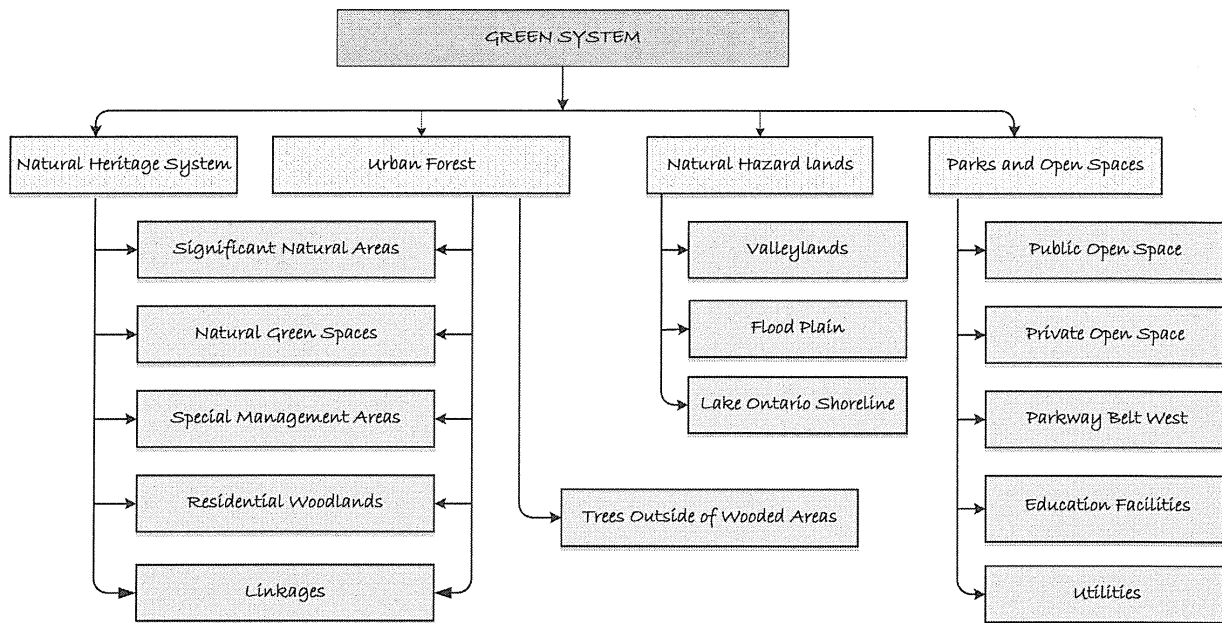 GREEN SYSTEM
Natural Heritage System
Urban Forest
Natural Hazard lands
Parks and Open Spaces
Significant Natural Areas
Natural Green Spaces
Special Management Areas
Residential Woodlands
Linkages
Trees Outside of Wooded Areas
Valleylands
Flood Plain
Lake Ontario Shoreline
Public Open Space
Private Open Space
Parkway Belt West
Education Facilities
Utilities